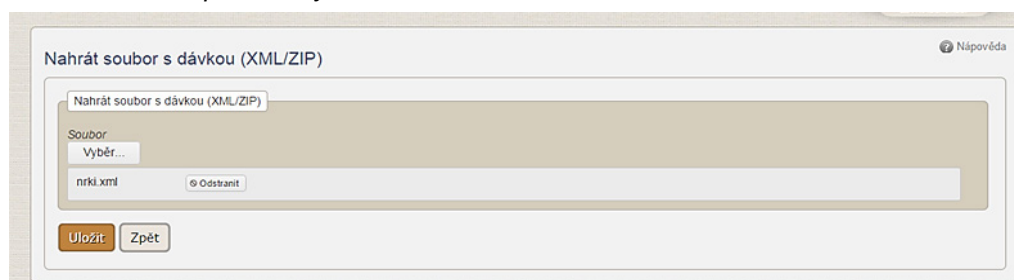 Nápověda
Nahrát soubor s dávkou (XML/ZIP)
Nahrát soubor s dávkou (XML/ZIP)
Soubor
Výběr...
nrki.xml Odstranit
Uložit Zpět